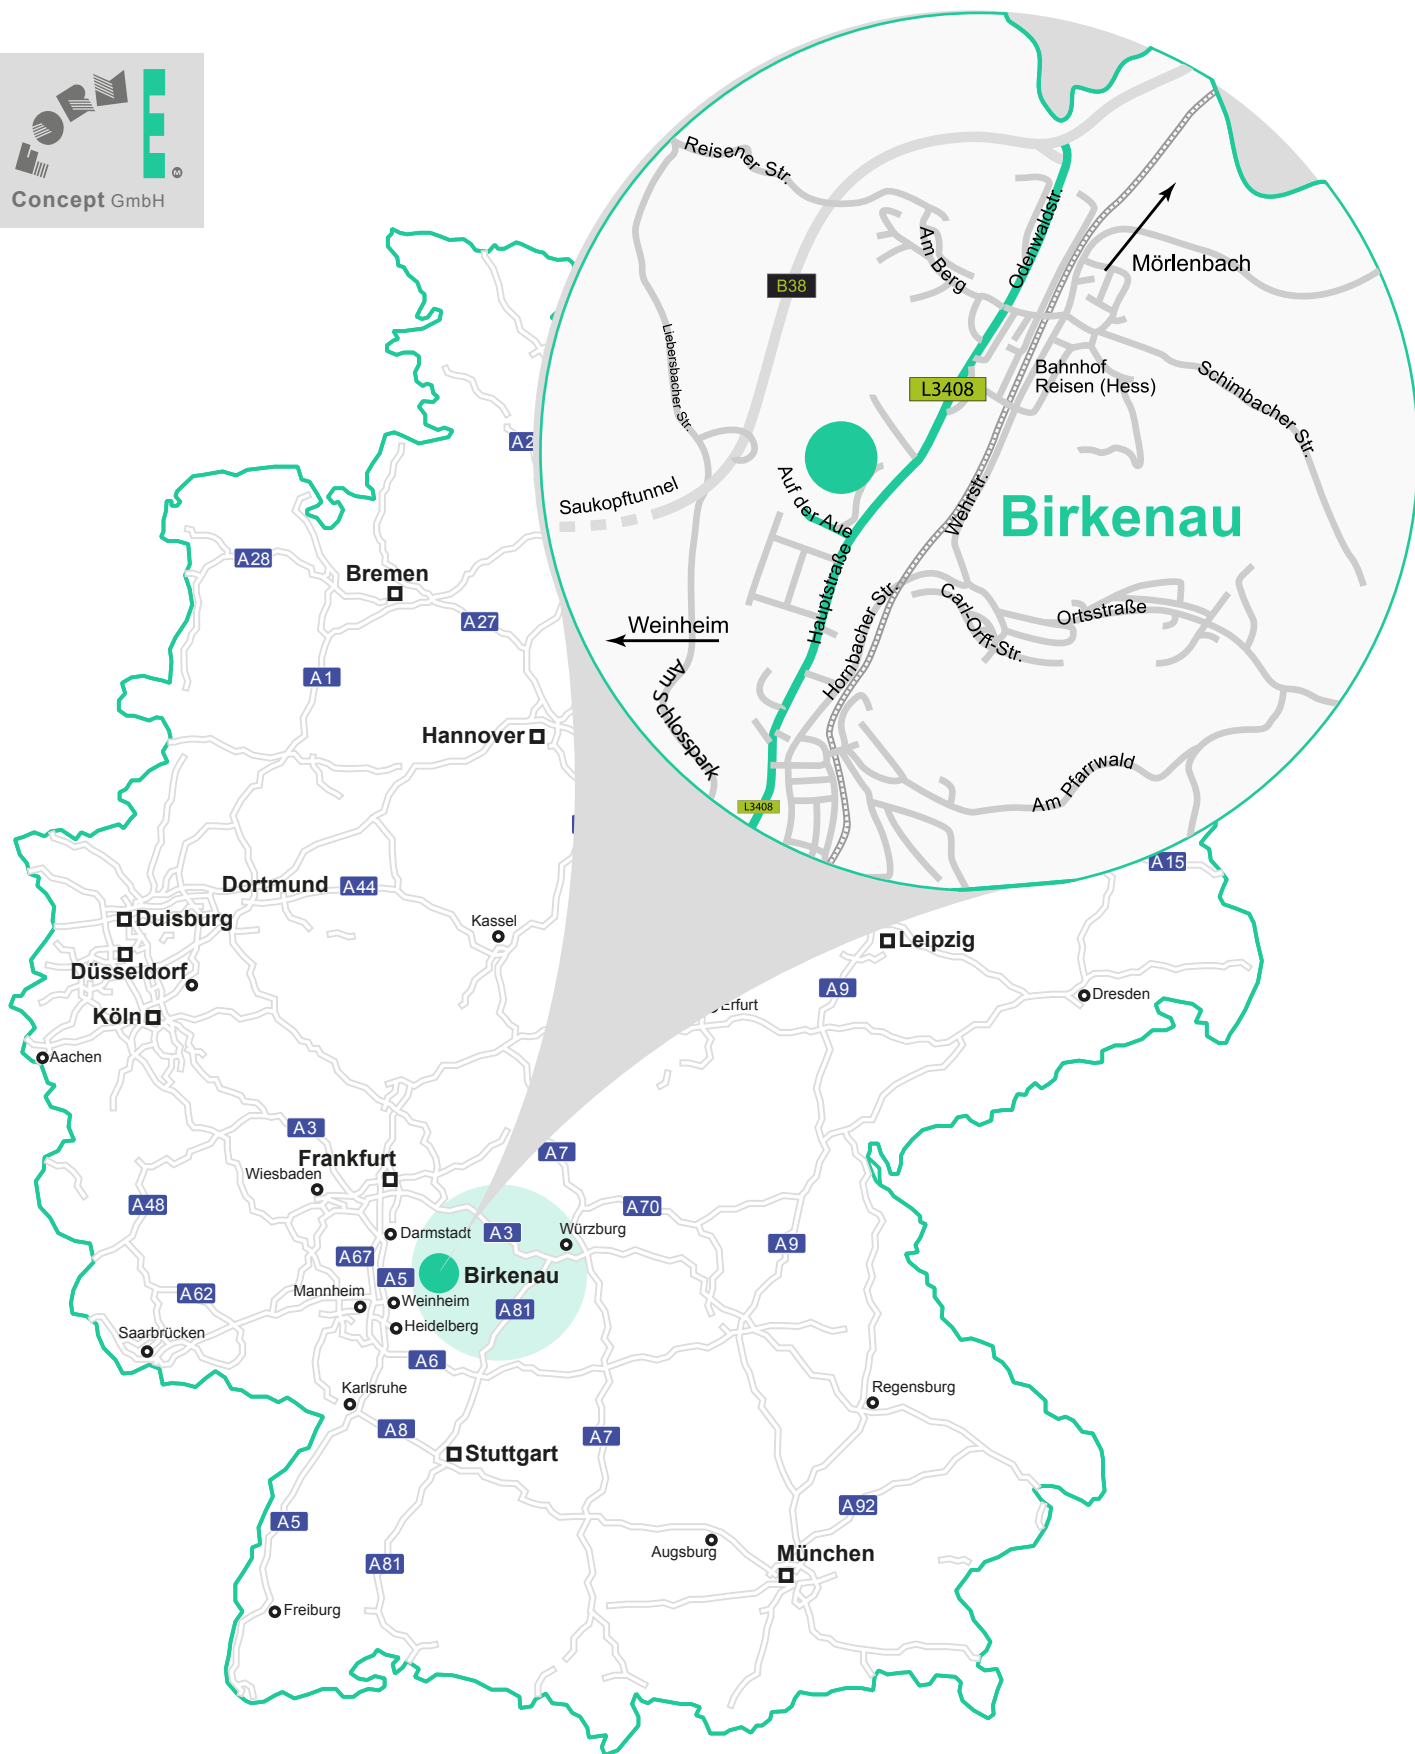 FORM
M
Concept GmbH
Reisener Str.
Odenwaldstr.
Am Berg
Mörlenbach
B38
Liebersbacher Str.
Bahnhof
Reisen (Hess)
L3408
Schimbacher Str.
Saukopftunnel
Auf der Aue
Wehrstr.
Birkenau
Hauptstraße
Hornbacher Str.
Carl-Orff-Str.
Ortsstraße
Weinheim
Am Schlosspark
Am Pfarrwald
L3408
A28
Bremen
A27
A1
Hannover
A15
Dortmund
A44
Duisburg
Kassel
Leipzig
Düsseldorf
A9
Dresden
Erfurt
Köln
Aachen
A3
A7
Frankfurt
Wiesbaden
A48
A70
Darmstadt
A3
Würzburg
A67
A9
A5
Birkenau
Mannheim
A62
Weinheim
A81
Heidelberg
Saarbrücken
A6
Karlsruhe
Regensburg
A8
A7
Stuttgart
A92
A5
Augsburg
München
A81
Freiburg